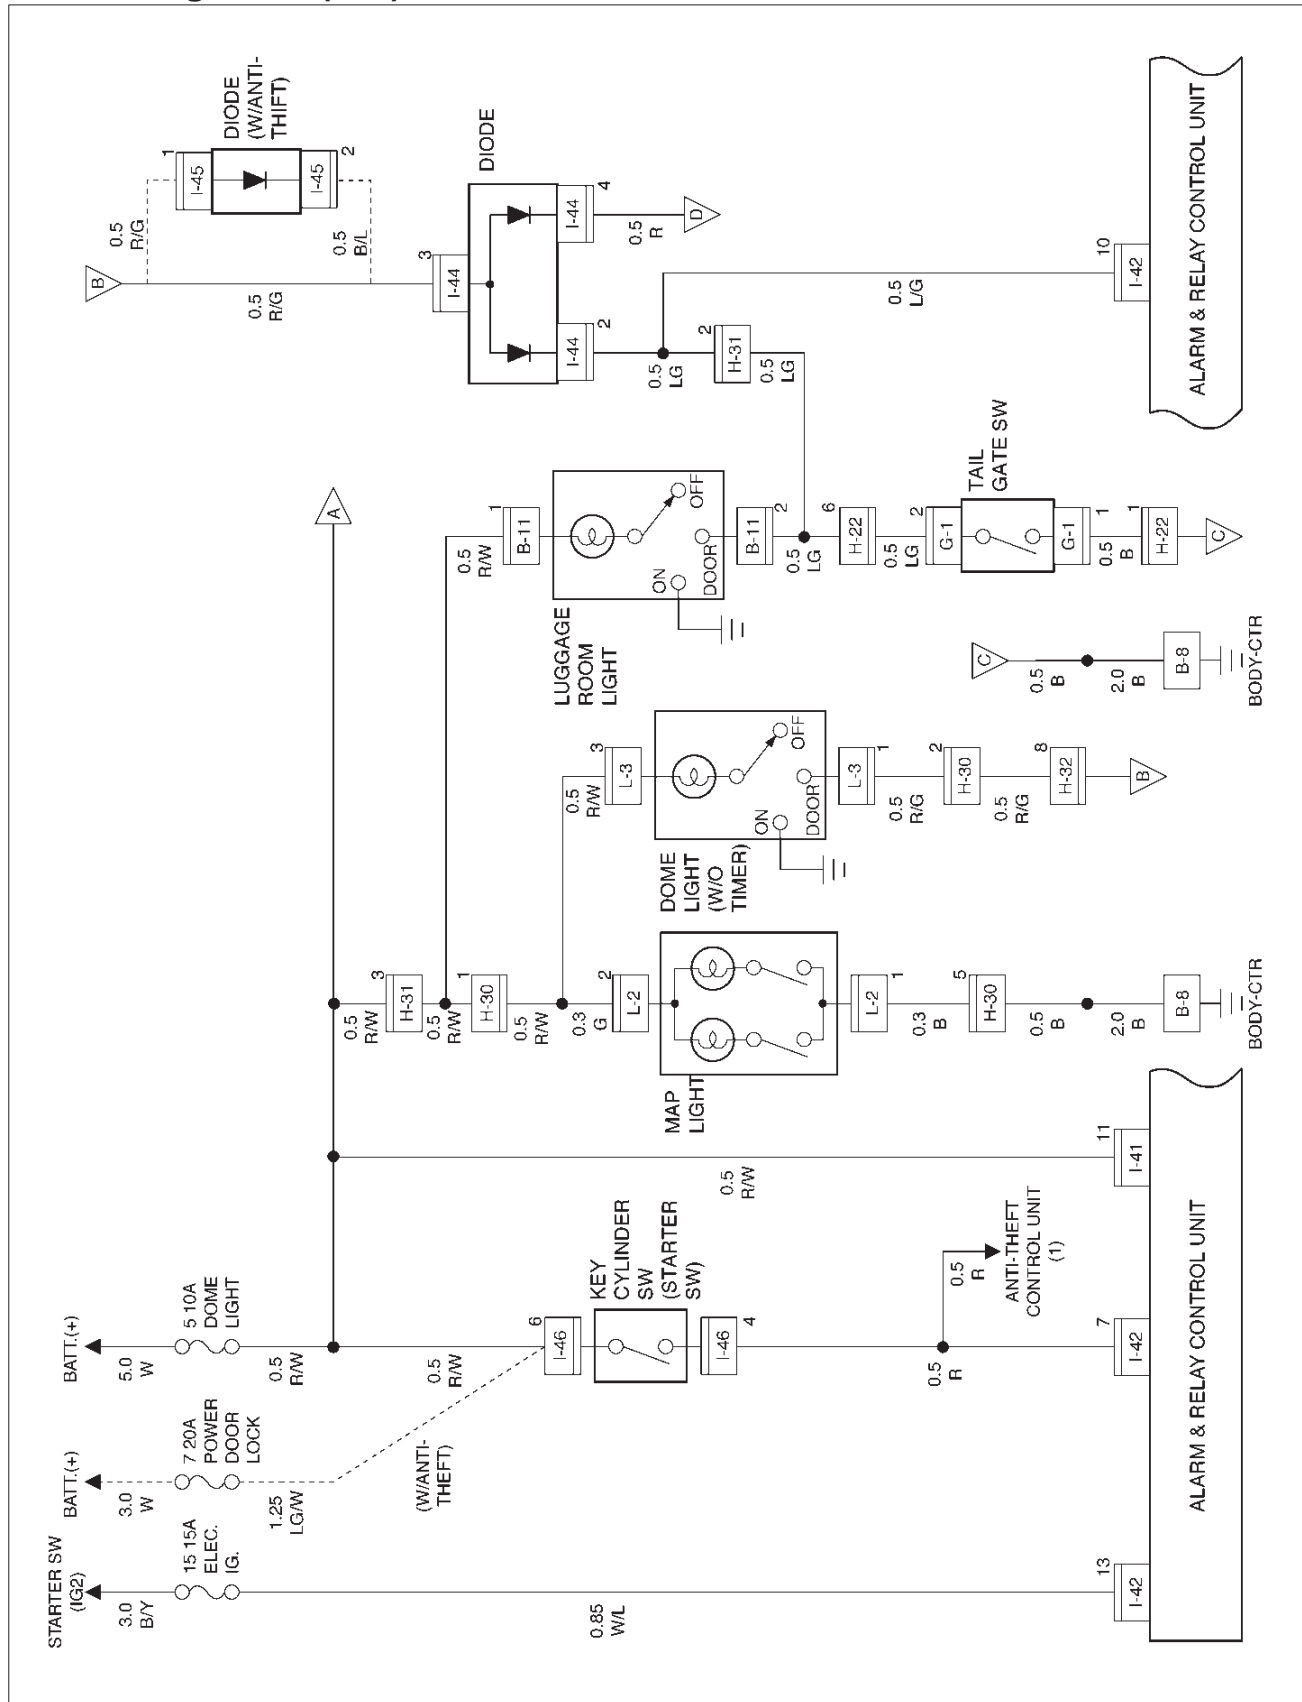 STARTER SW
(IG2)
3.0
B/Y
15 15A
ELEC.
IG.
0.85
W/L
13
I-42
BATT.(+)
3.0
W
7 20A
POWER
DOOR
LOCK
1.25
LG/W
(W/ANTI-
THEFT)
BATT.(+)
5.0
W
5 10A
DOME
LIGHT
0.5
R/W
0.5
R/W
6
I-46
KEY
CYLINDER
SW
(STARTER
SW)
I-46
4
0.5
R
0.5
R
ANTI-THEFT
CONTROL UNIT
(1)
7
I-42
0.5
R/W
11
I-41
ALARM & RELAY CONTROL UNIT
0.5
R/W
3
H-31
0.5
R/W
1
H-30
0.5
R/W
0.3
G
2
L-2
MAP
LIGHT
L-2
1
0.3
B
5
H-30
0.5
B
2.0
B
B-8
BODY-CTR
0.5
R/W
3
L-3
DOME
LIGHT
(W/O
TIMER)
ON
DOOR
OFF
L-3
1
0.5
R/G
2
H-30
0.5
R/G
8
H-32
B
A
0.5
R/W
1
B-11
LUGGAGE
ROOM
LIGHT
ON
DOOR
OFF
B-11
2
0.5
LG
6
H-22
0.5
LG
2
G-1
TAIL
GATE SW
G-1
1
0.5
B
1
H-22
C
C
0.5
B
2.0
B
B-8
BODY-CTR
B
0.5
R/G
0.5
R/G
1
I-45
DIODE
(W/ANTI-
THIFT)
I-45
2
0.5
B/L
3
I-44
DIODE
I-44
2
I-44
4
0.5
R
D
0.5
LG
2
H-31
0.5
LG
0.5
L/G
10
I-42
ALARM & RELAY CONTROL UNIT